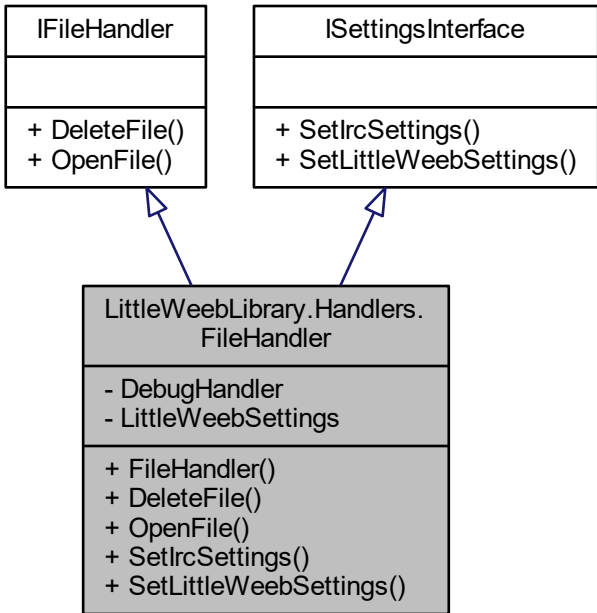 IFileHandler
+ DeleteFile()
+ OpenFile()
ISettingsInterface
+ SetIrcSettings()
+ SetLittleWeebSettings()
LittleWeebLibrary.Handlers.
FileHandler
- DebugHandler
- LittleWeebSettings
+ FileHandler()
+ DeleteFile()
+ OpenFile()
+ SetIrcSettings()
+ SetLittleWeebSettings()